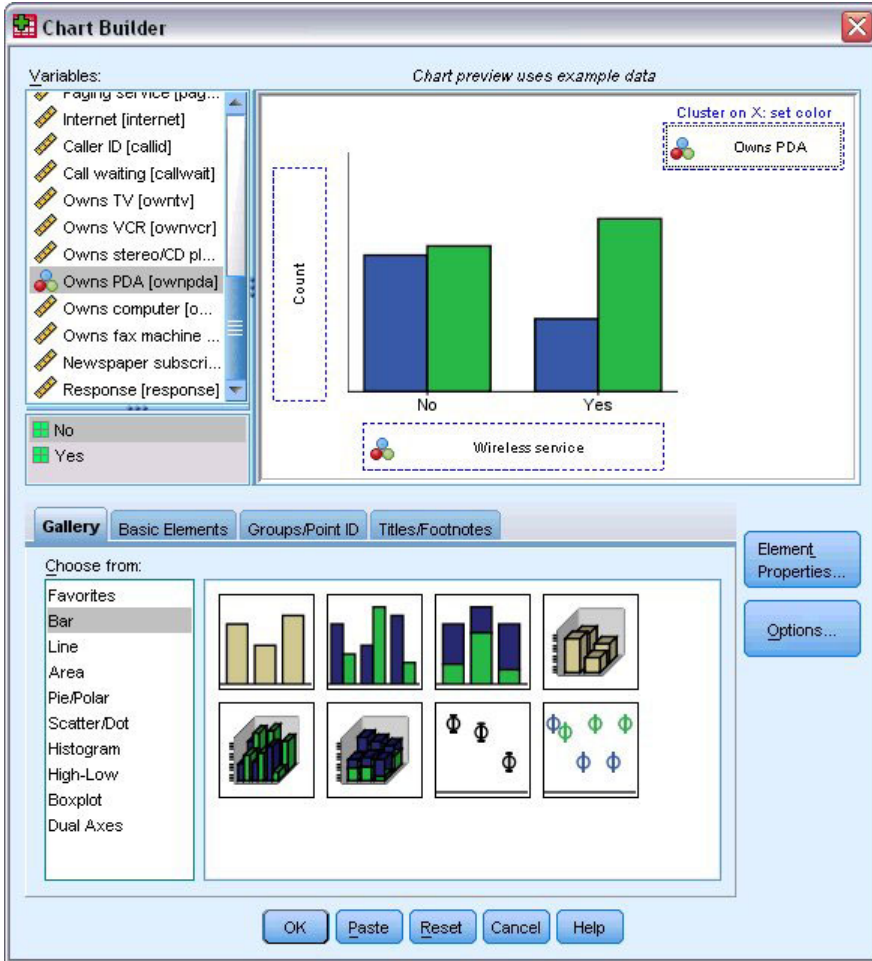 Chart Builder
Variables:
Chart preview uses example data
Paging service [pag...
Internet [internet]
Caller ID [callid]
Call waiting [callwait]
Owns TV [owntv]
Owns VCR [ownvcr]
Owns stereo/CD pl...
Owns PDA [ownpda]
Owns computer [o...
Owns fax machine ...
Newspaper subscri...
Response [response]
No
Yes
Cluster on X: set color
Owns PDA
Count
No Yes
Wireless service
Gallery Basic Elements Groups/Point ID Titles/Footnotes
Choose from:
Favorites
Bar
Line
Area
Pie/Polar
Scatter/Dot
Histogram
High-Low
Boxplot
Dual Axes
Element
Properties...
Options...
OK Paste Reset Cancel Help